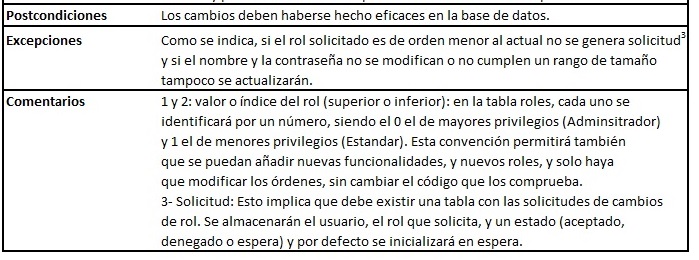 Postcondiciones Los cambios deben haberse hecho eficaces en la base de datos.
Excepciones Como se indica, si el rol solicitado es de orden menor al actual no se genera solicitud³
y si el nombre y la contraseña no se modifican o no cumplen un rango de tamaño
tampoco se actualizarán.
Comentarios 1 y 2: valor o índice del rol (superior o inferior): en la tabla roles, cada uno se
identificará por un número, siendo el 0 el de mayores privilegios (Adminsitrador)
y 1 el de menores privilegios (Estandar). Esta convención permitirá también
que se puedan añadir nuevas funcionalidades, y nuevos roles, y solo haya
que modificar los órdenes, sin cambiar el código que los comprueba.
3- Solicitud: Esto implica que debe existir una tabla con las solicitudes de cambios
de rol. Se almacenarán el usuario, el rol que solicita, y un estado (aceptado,
denegado o espera) y por defecto se inicializará en espera.